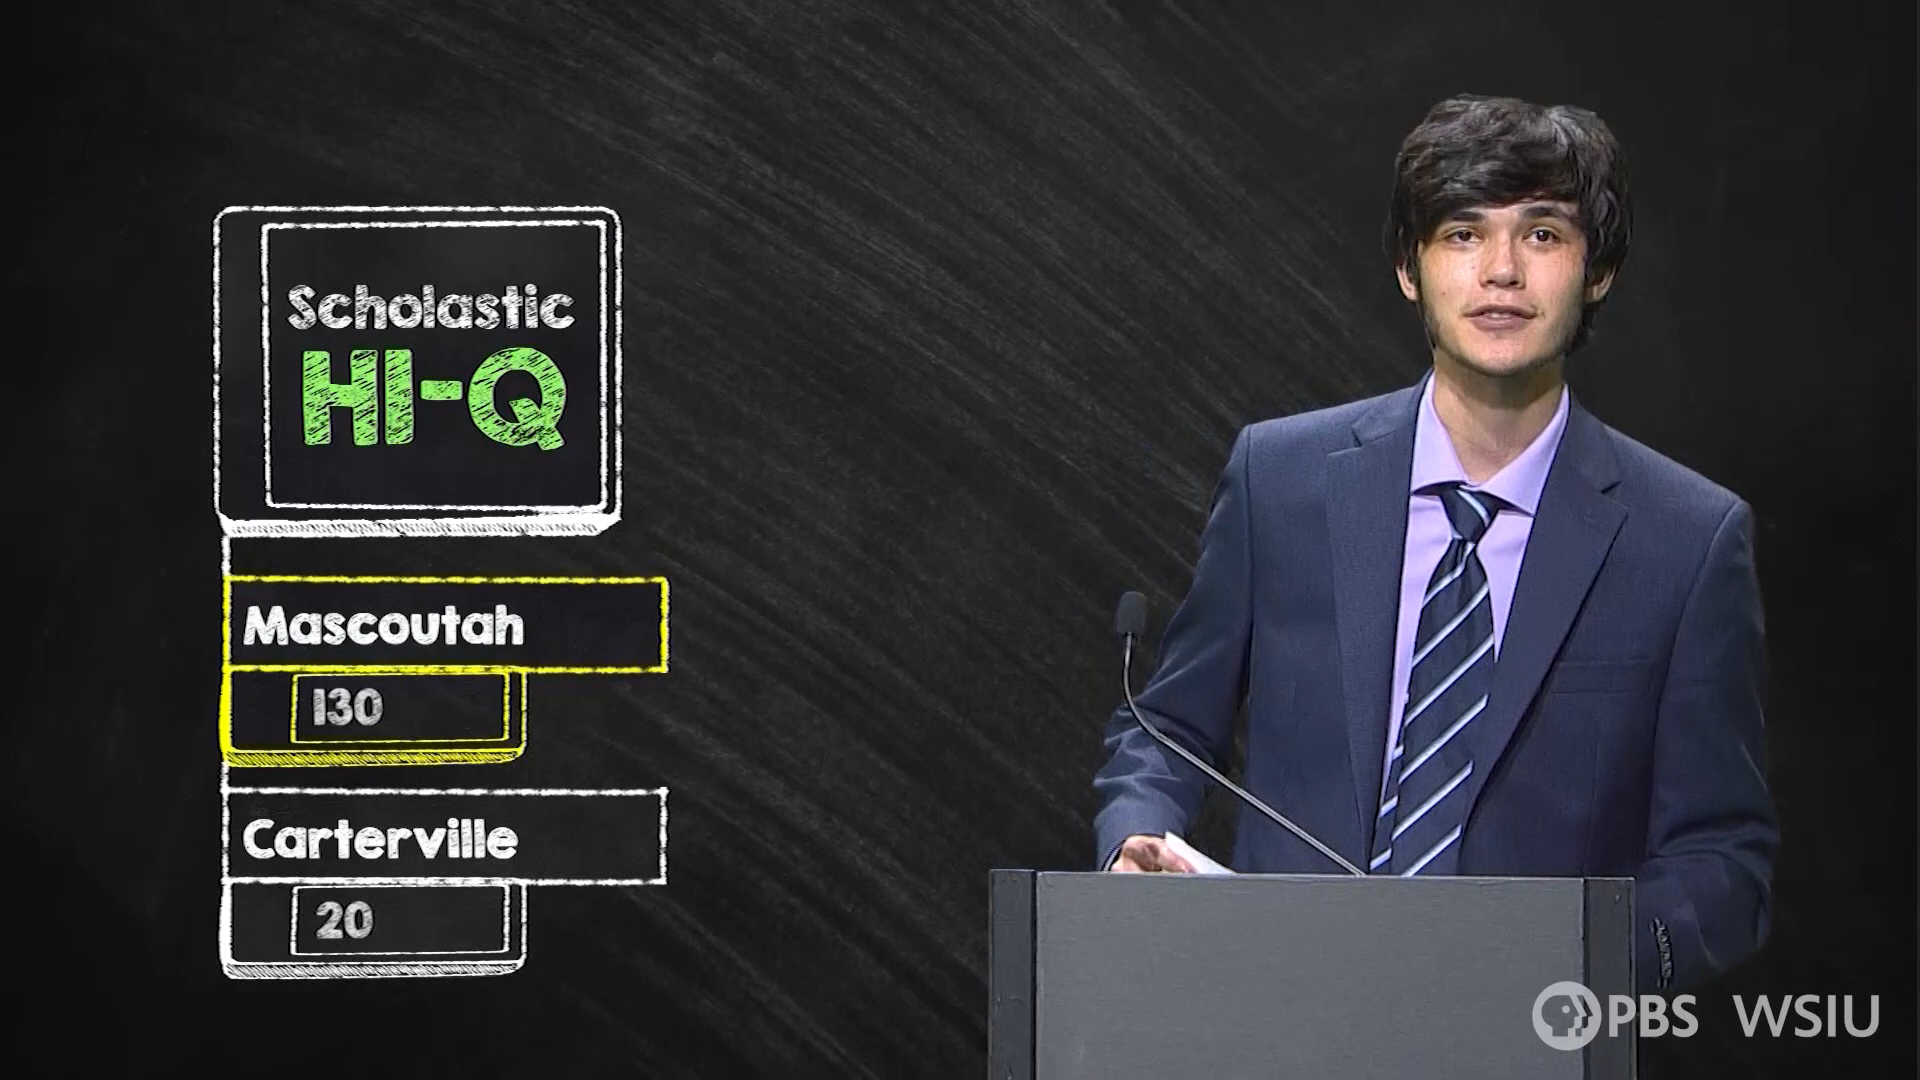 Scholastic
HI-Q
Mascoutah
130
Carterville
20
PBS WSIU